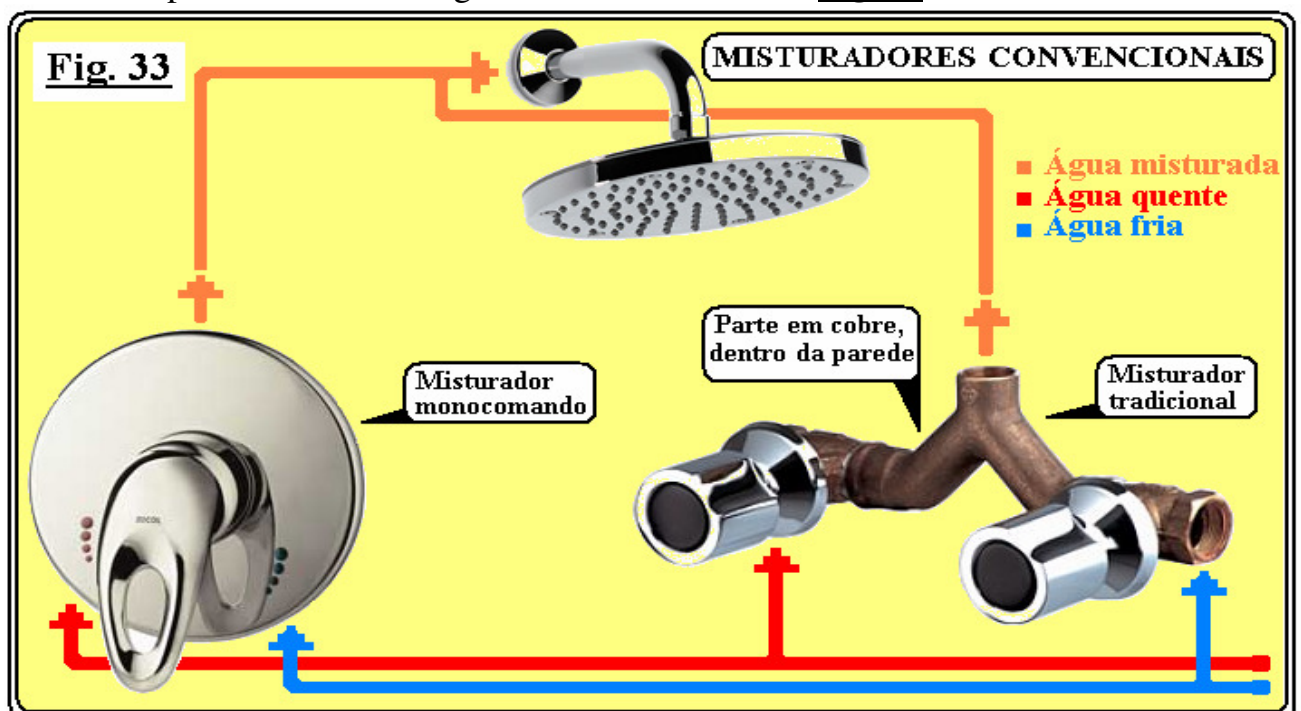 Fig. 33
MISTURADORES CONVENCIONAIS
Água misturada
Água quente
Água fria
Parte em cobre,
dentro da parede
Misturador
monocomando
Misturador
tradicional